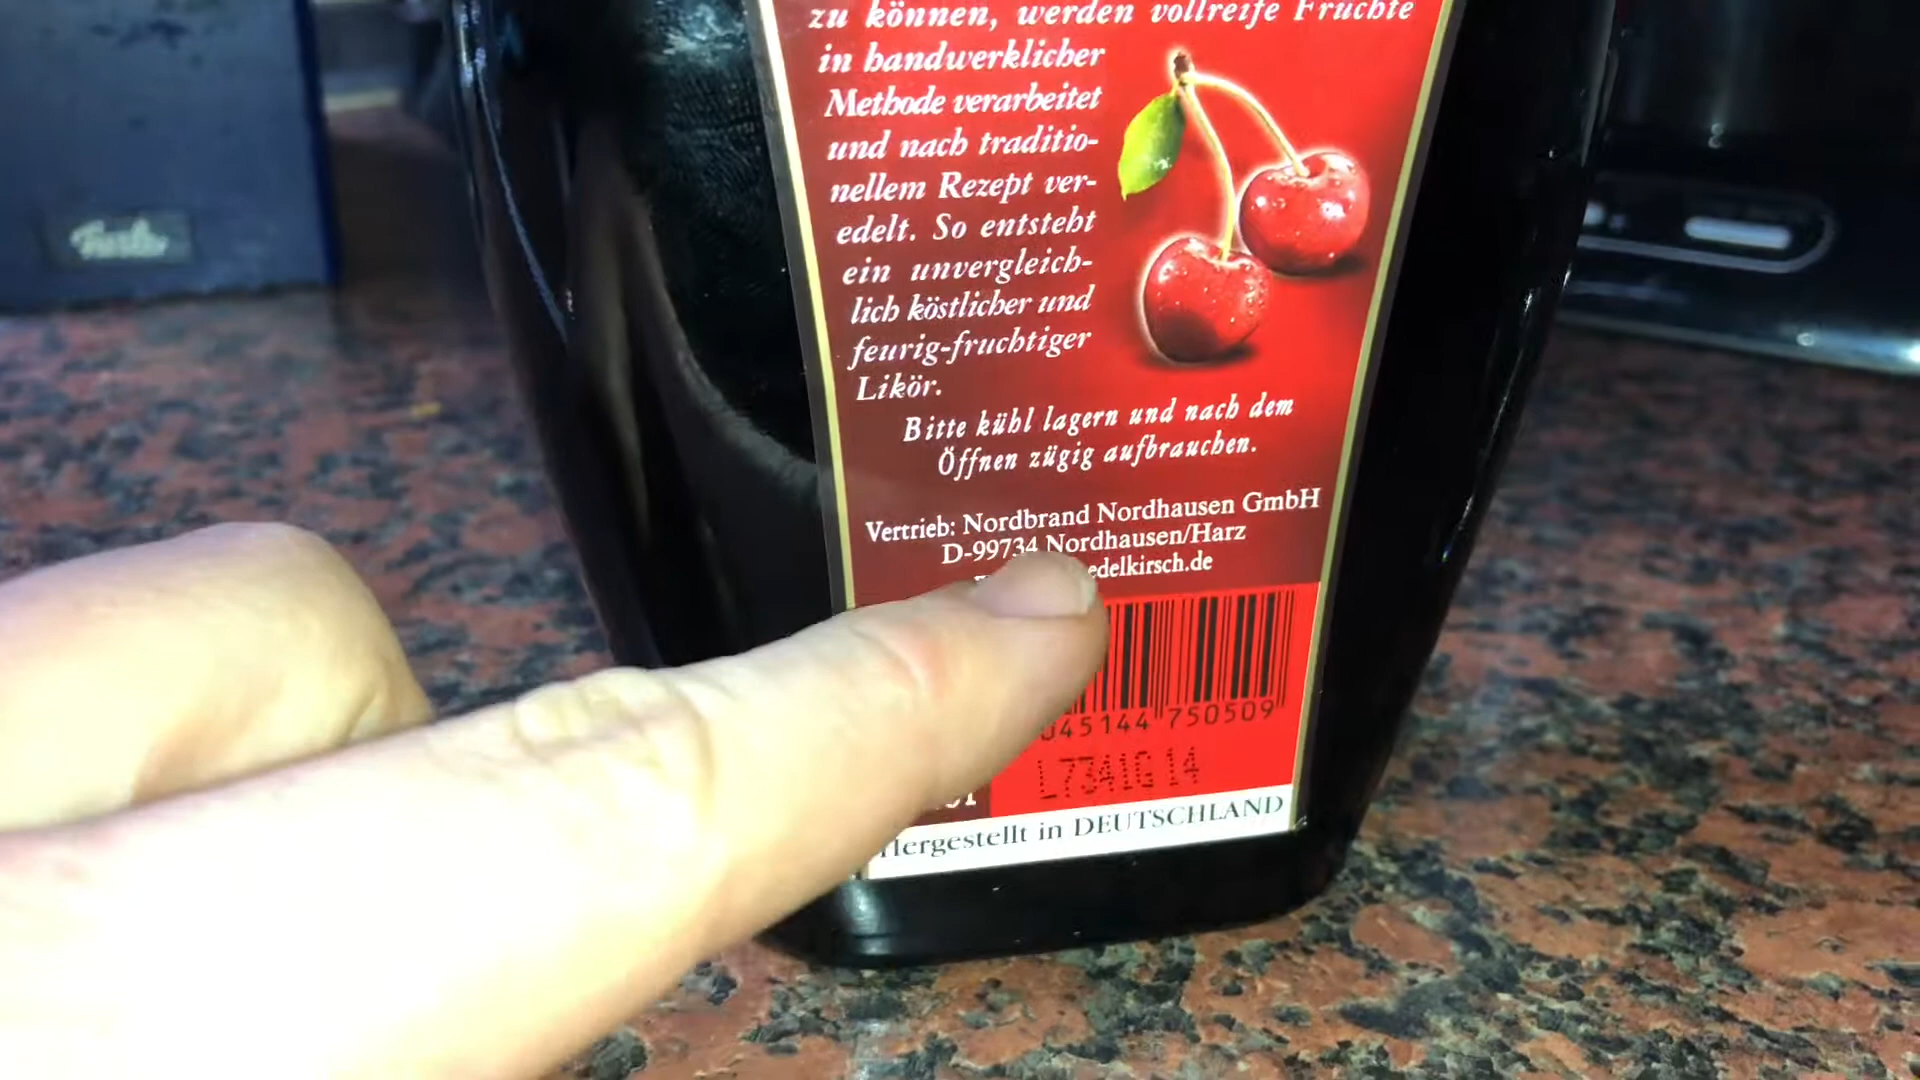 zu können, werden vollreife Früchte
in handwerklicher
Methode verarbeitet
und nach traditio-
nellem Rezept ver-
edelt. So entsteht
ein unvergleich-
lich köstlicher und
feurig-fruchtiger
Likör.
Bitte kühl lagern und nach dem
Öffnen zügig aufbrauchen.
Vertrieb: Nordbrand Nordhausen GmbH
D-99734 Nordhausen/Harz
edelkirsch.de
045144 750509
L7341G 14
Hergestellt in DEUTSCHLAND